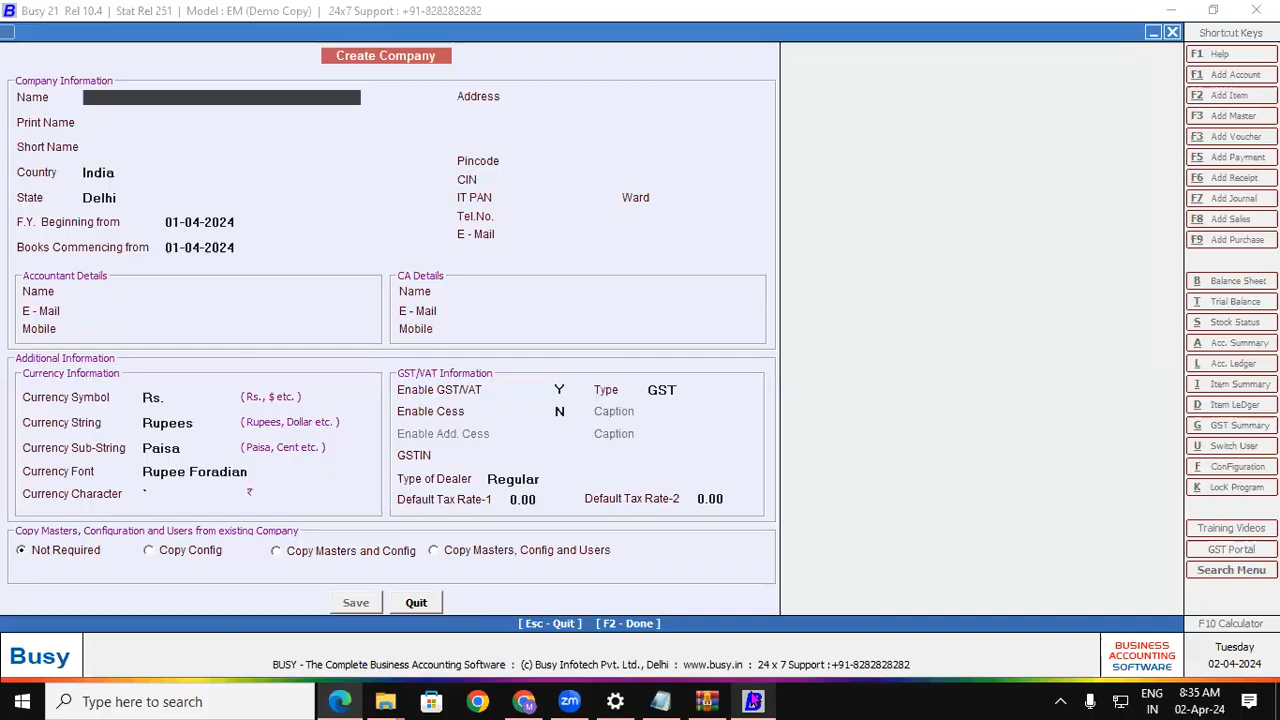 Busy 21 Rel 10.4 | Stat Rel 251 | Model : EM (Demo Copy) | 24x7 Support : +91-8282828282
Create Company
Company Information
Name
Print Name
Short Name
Country India
State Delhi
F.Y. Beginning from 01-04-2024
Books Commencing from 01-04-2024
Address
Pincode
CIN
IT PAN Ward
Tel.No.
E - Mail
Accountant Details
Name
E - Mail
Mobile
CA Details
Name
E - Mail
Mobile
Additional Information
Currency Information
Currency Symbol Rs. ( Rs., $ etc. )
Currency String Rupees ( Rupees, Dollar etc. )
Currency Sub-String Paisa ( Paisa, Cent etc. )
Currency Font Rupee Foradian
Currency Character ` ₹
GST/VAT Information
Enable GST/VAT Y Type GST
Enable Cess N Caption
Enable Add. Cess Caption
GSTIN
Type of Dealer Regular
Default Tax Rate-1 0.00 Default Tax Rate-2 0.00
Copy Masters, Configuration and Users from existing Company
Not Required Copy Config Copy Masters and Config Copy Masters, Config and Users
Save Quit
[ Esc - Quit ] [ F2 - Done ]
Shortcut Keys
F1 Help
F1 Add Account
F2 Add Item
F3 Add Master
F3 Add Voucher
F5 Add Payment
F6 Add Receipt
F7 Add Journal
F8 Add Sales
F9 Add Purchase
B Balance Sheet
T Trial Balance
S Stock Status
A Acc. Summary
L Acc. Ledger
I Item Summary
D Item LeDger
G GST Summary
U Switch User
F ConFiguration
K LocK Program
Training Videos
GST Portal
Search Menu
F10 Calculator
Busy
BUSY - The Complete Business Accounting Software : (c) Busy Infotech Pvt. Ltd., Delhi : www.busy.in : 24 x 7 Support : +91-8282828282
BUSINESS
ACCOUNTING
SOFTWARE
Tuesday
02-04-2024
Type here to search
ENG
IN
8:35 AM
02-Apr-24